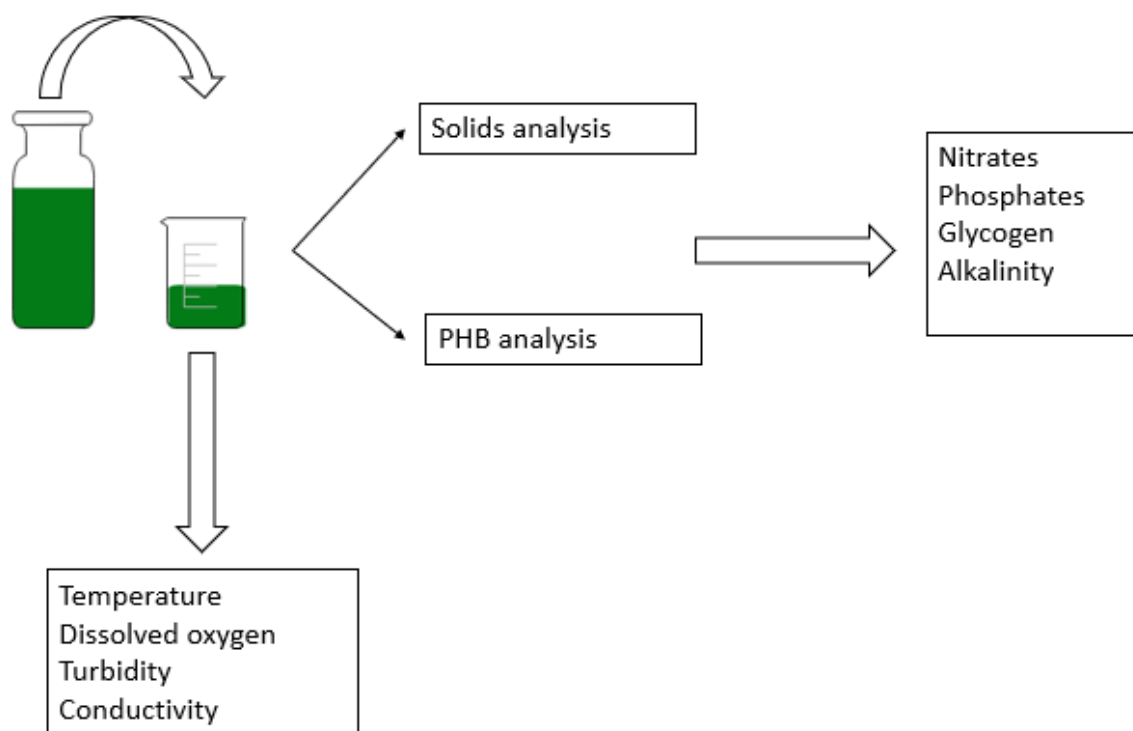 Solids analysis
PHB analysis
Nitrates
Phosphates
Glycogen
Alkalinity
Temperature
Dissolved oxygen
Turbidity
Conductivity